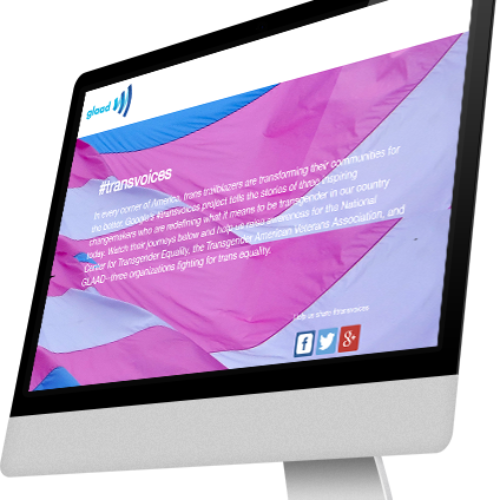 glaad
#transvoices
In every corner of America, trans trailblazers are transforming their communities for
the better. Google's #transvoices project tells the stories of three inspiring
changemakers who are redefining what it means to be transgender in our country
today. Watch their journeys below and help us raise awareness for the National
Center for Transgender Equality, the Transgender American Veterans Association, and
GLAAD—three organizations fighting for trans equality.
Help us share #transvoices
f
g+